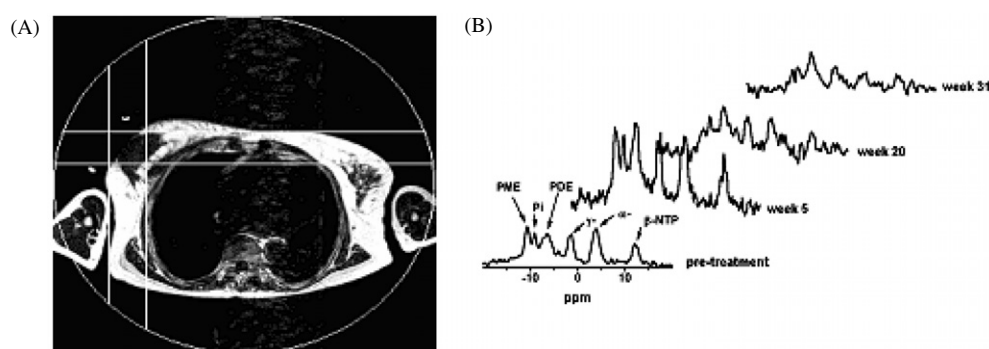 (A)
(B)
week 31
week 20
week 5
PME
Pi
PDE
γ-
α-
β-NTP
pre-treatment
-10 0 10
ppm